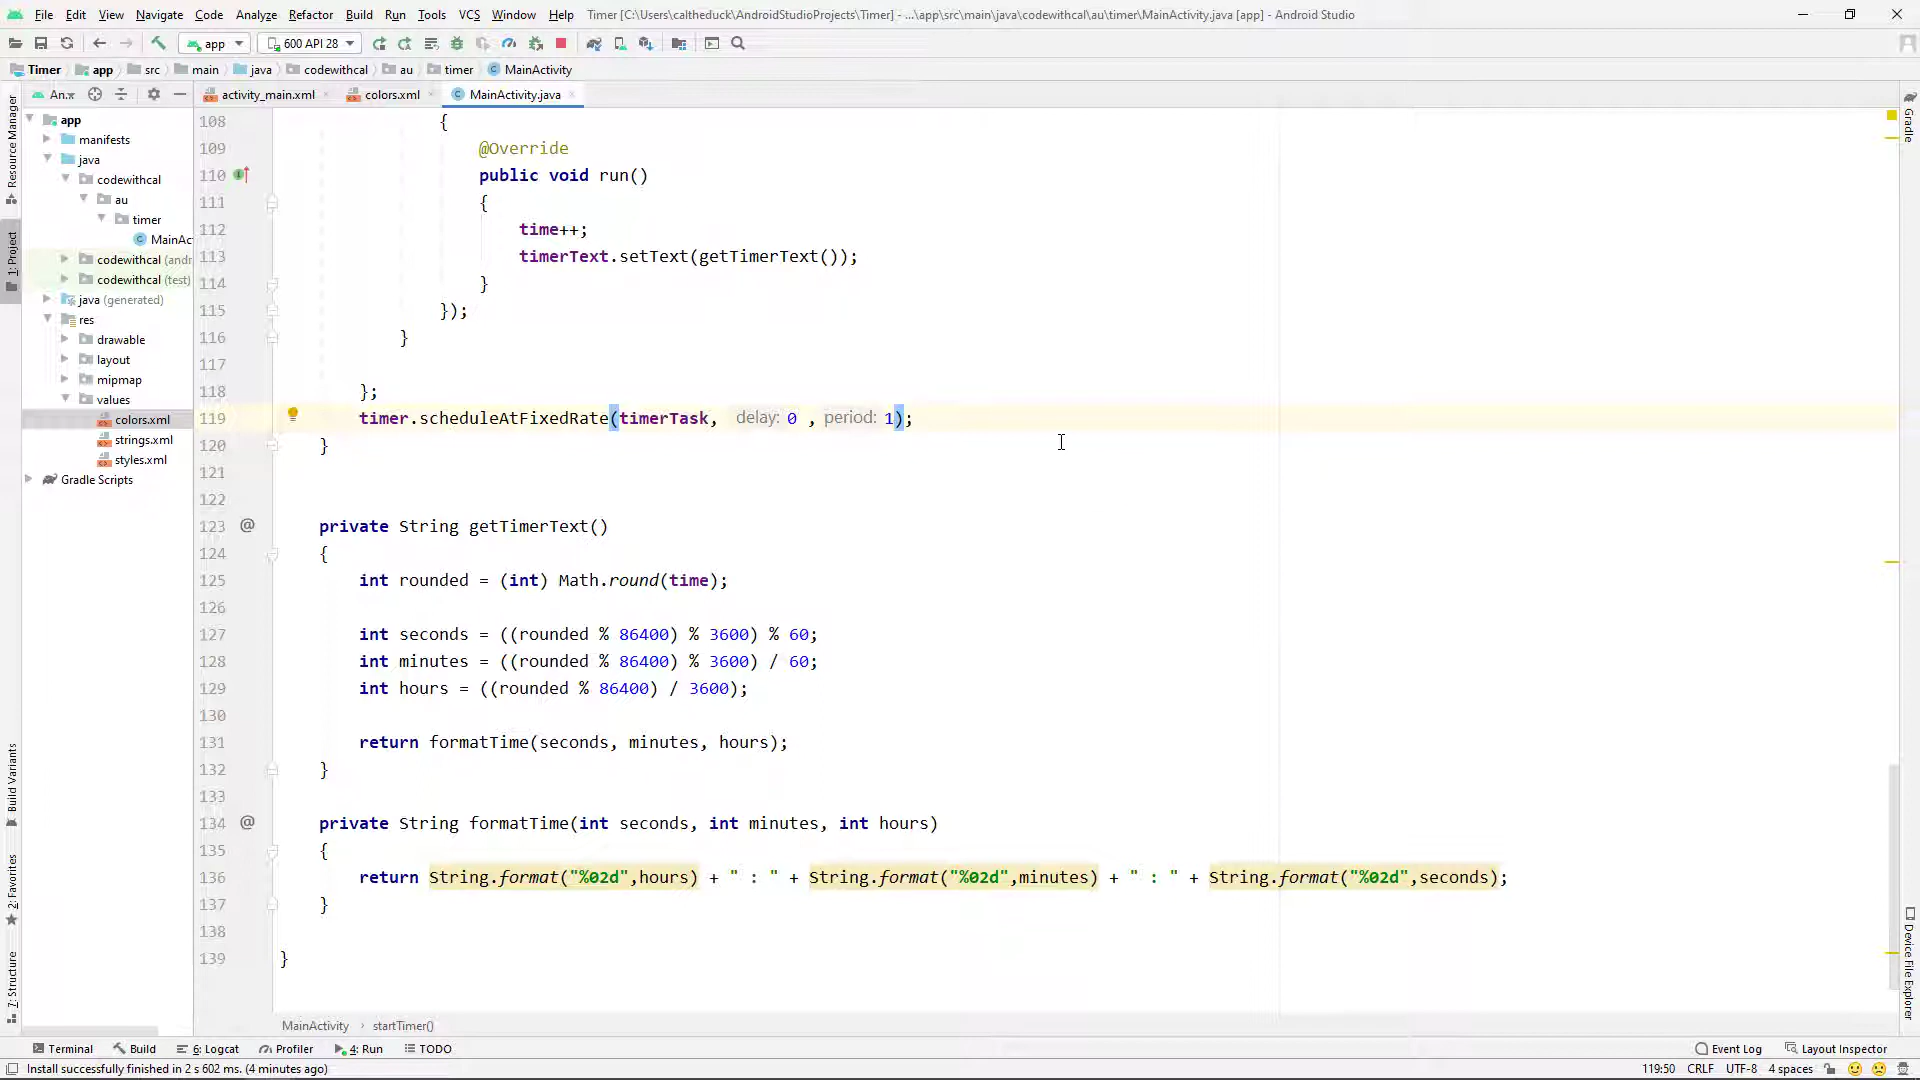 File Edit View Navigate Code Analyze Refactor Build Run Tools VCS Window Help Timer [C:\Users\caltheduck\AndroidStudioProjects\Timer] - ...\app\src\main\java\codewithcal\au\timer\MainActivity.java [app] - Android Studio
app 600 API 28
Timer app src main java codewithcal au timer MainActivity
An. activity_main.xml colors.xml MainActivity.java
app
manifests
java
codewithcal
au
timer
MainAc
codewithcal (andr
codewithcal (test)
java (generated)
res
drawable
layout
mipmap
values
colors.xml
strings.xml
styles.xml
Gradle Scripts
Resource Manager
1: Project
Build Variants
2: Favorites
7: Structure
108 {
109 @Override
110 public void run()
111 {
112 time++;
113 timerText.setText(getTimerText());
114 }
115 });
116 }
117
118 };
119 timer.scheduleAtFixedRate(timerTask, delay: 0 , period: 1);
120 }
121
122
123 @ private String getTimerText()
124 {
125 int rounded = (int) Math.round(time);
126
127 int seconds = ((rounded % 86400) % 3600) % 60;
128 int minutes = ((rounded % 86400) % 3600) / 60;
129 int hours = ((rounded % 86400) / 3600);
130
131 return formatTime(seconds, minutes, hours);
132 }
133
134 @ private String formatTime(int seconds, int minutes, int hours)
135 {
136 return String.format("%02d",hours) + " : " + String.format("%02d",minutes) + " : " + String.format("%02d",seconds);
137 }
138
139 }
Gradle
Device File Explorer
MainActivity › startTimer()
Terminal Build 6: Logcat Profiler 4: Run TODO Event Log Layout Inspector
Install successfully finished in 2 s 602 ms. (4 minutes ago) 119:50 CRLF UTF-8 4 spaces